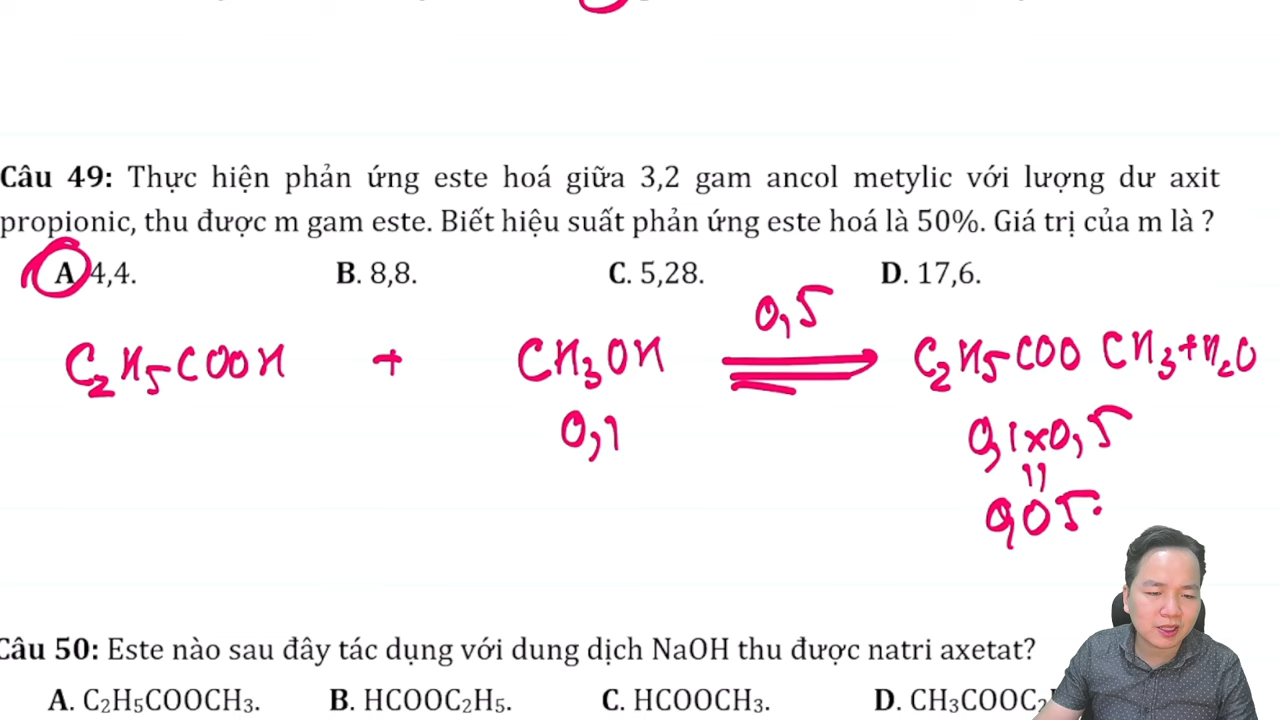 Câu 49: Thực hiện phản ứng este hoá giữa 3,2 gam ancol metylic với lượng dư axit
propionic, thu được m gam este. Biết hiệu suất phản ứng este hoá là 50%. Giá trị của m là ?
A 4,4. B. 8,8. C. 5,28. D. 17,6.
0,5
C2H5COOH + CH3OH C2H5COO CH3 + H2O
0,1 0,1x0,5
0,05
Câu 50: Este nào sau đây tác dụng với dung dịch NaOH thu được natri axetat?
A. C₂H₅COOCH₃. B. HCOOC₂H₅. C. HCOOCH₃. D.